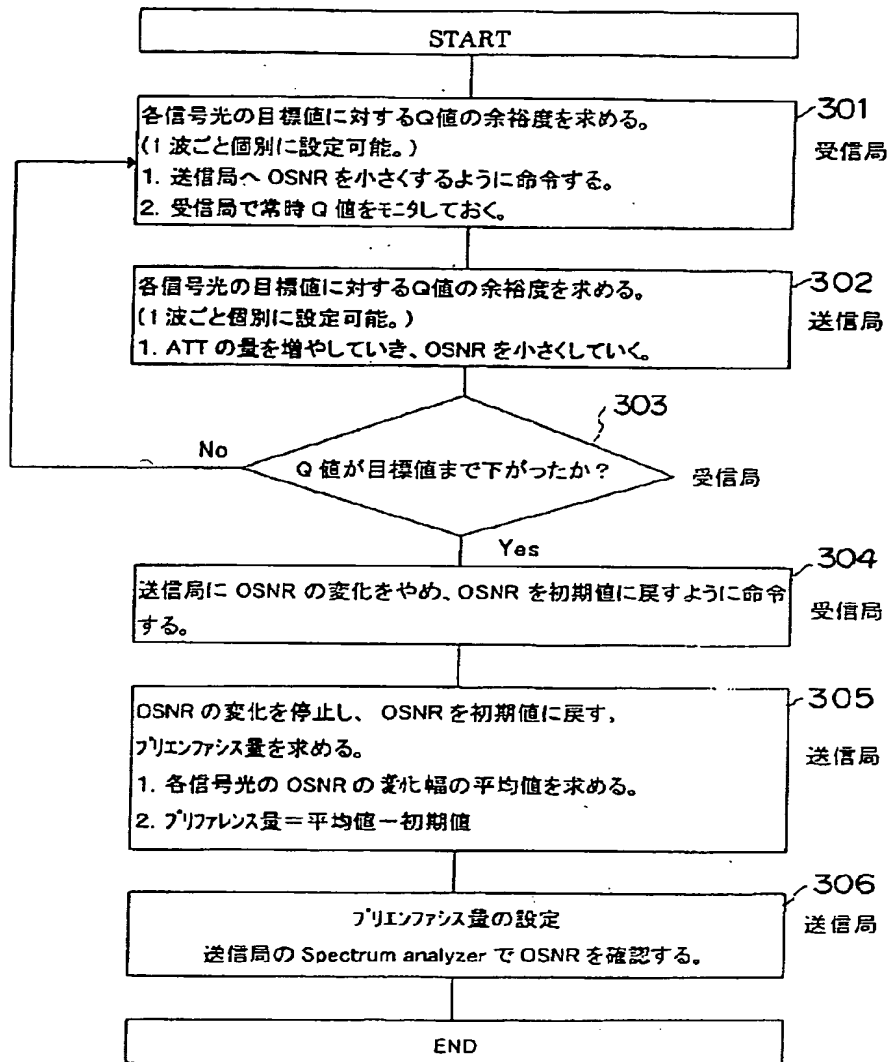 START
301
受信局
各信号光の目標値に対するQ値の余裕度を求める。
(1波ごと個別に設定可能。)
1. 送信局へ OSNR を小さくするように命令する。
2. 受信局で常時 Q 値をモニタしておく。
302
送信局
各信号光の目標値に対するQ値の余裕度を求める。
(1波ごと個別に設定可能。)
1. ATT の量を増やしていき、OSNR を小さくしていく。
303
No
Q 値が目標値まで下がったか?
受信局
Yes
304
受信局
送信局に OSNR の変化をやめ、OSNR を初期値に戻すように命令
する。
305
送信局
OSNR の変化を停止し、 OSNR を初期値に戻す,
プリエンファシス量を求める。
1. 各信号光の OSNR の変化幅の平均値を求める。
2. プリファレンス量=平均値ー初期値
306
送信局
プリエンファシス量の設定
送信局の Spectrum analyzer で OSNR を確認する。
END